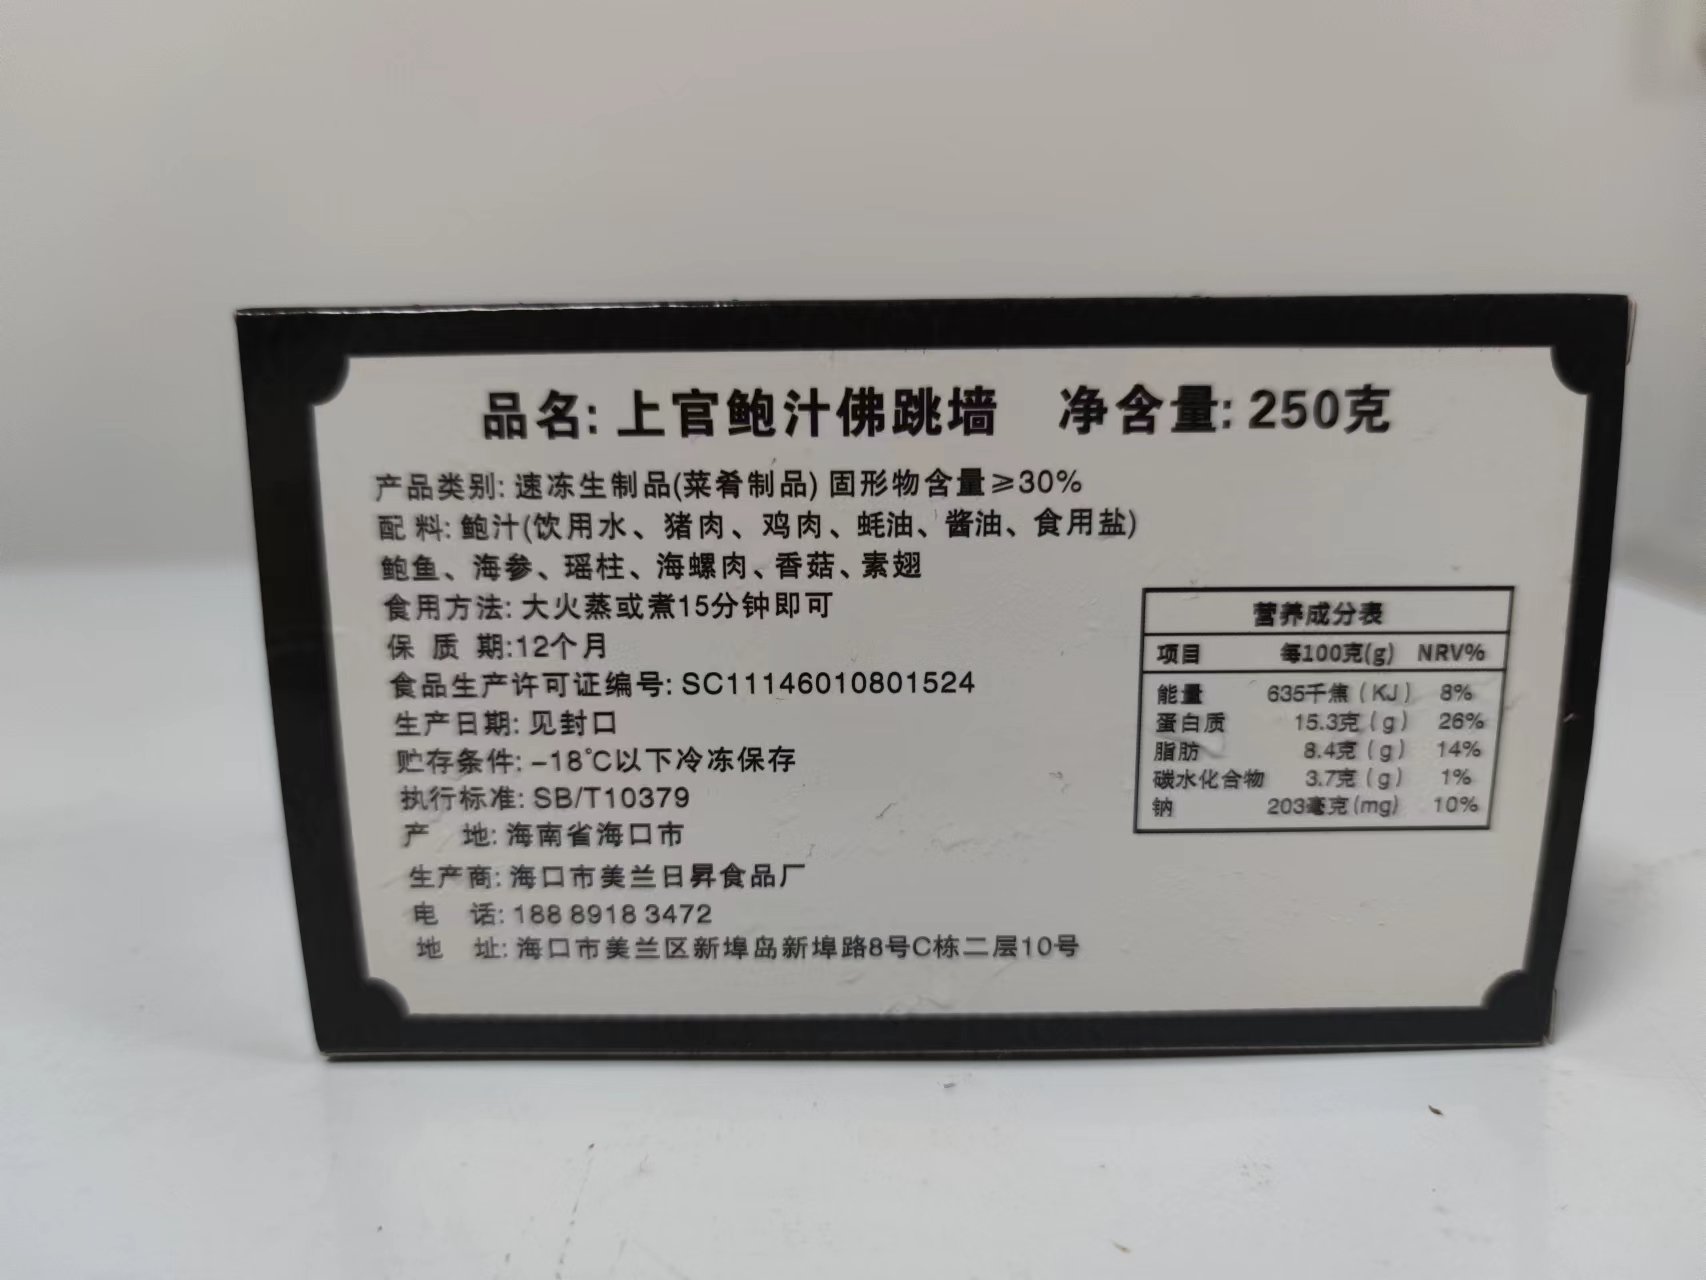 品名: 上官鲍汁佛跳墙 净含量: 250克
产品类别: 速冻生制品(菜肴制品) 固形物含量≥30%
配 料: 鲍汁(饮用水、猪肉、鸡肉、蚝油、酱油、食用盐)
鲍鱼、海参、瑶柱、海螺肉、香菇、素翅
食用方法: 大火蒸或煮15分钟即可
保 质 期:12个月
食品生产许可证编号: SC11146010801524
生产日期: 见封口
贮存条件: -18℃以下冷冻保存
执行标准: SB/T10379
产 地: 海南省海口市
生产商: 海口市美兰日昇食品厂
电 话: 188 8918 3472
地 址: 海口市美兰区新埠岛新埠路8号C栋二层10号
营养成分表
项目 每100克(g) NRV%
能量 635千焦（KJ） 8%
蛋白质 15.3克（g） 26%
脂肪 8.4克（g） 14%
碳水化合物 3.7克（g） 1%
钠 203毫克(mg) 10%